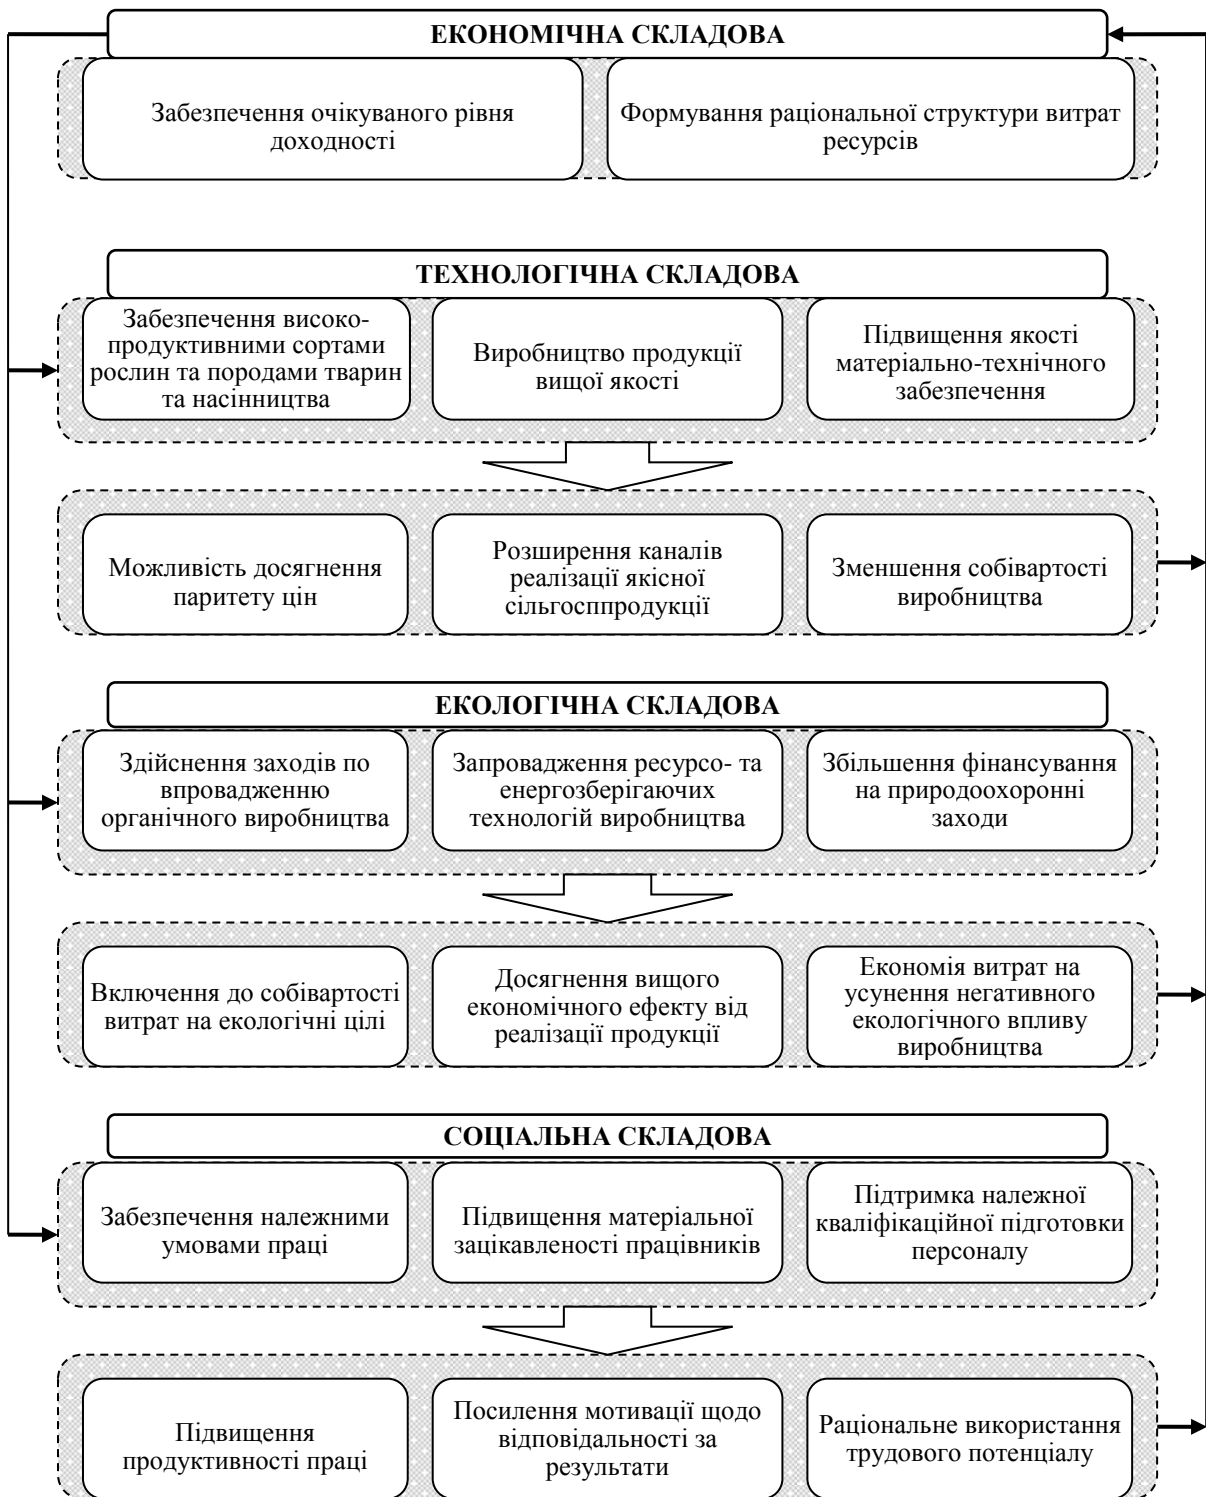 ЕКОНОМІЧНА СКЛАДОВА
Забезпечення очікуваного рівня
доходності
Формування раціональної структури витрат
ресурсів
ТЕХНОЛОГІЧНА СКЛАДОВА
Забезпечення високо-
продуктивними сортами
рослин та породами тварин
та насінництва
Виробництво продукції
вищої якості
Підвищення якості
матеріально-технічного
забезпечення
Можливість досягнення
паритету цін
Розширення каналів
реалізації якісної
сільгосппродукції
Зменшення собівартості
виробництва
ЕКОЛОГІЧНА СКЛАДОВА
Здійснення заходів по
впровадженню
органічного виробництва
Запровадження ресурсо- та
енергозберігаючих
технологій виробництва
Збільшення фінансування
на природоохоронні
заходи
Включення до собівартості
витрат на екологічні цілі
Досягнення вищого
економічного ефекту від
реалізації продукції
Економія витрат на
усунення негативного
екологічного впливу
виробництва
СОЦІАЛЬНА СКЛАДОВА
Забезпечення належними
умовами праці
Підвищення матеріальної
зацікавленості працівників
Підтримка належної
кваліфікаційної підготовки
персоналу
Підвищення
продуктивності праці
Посилення мотивації щодо
відповідальності за
результати
Раціональне використання
трудового потенціалу